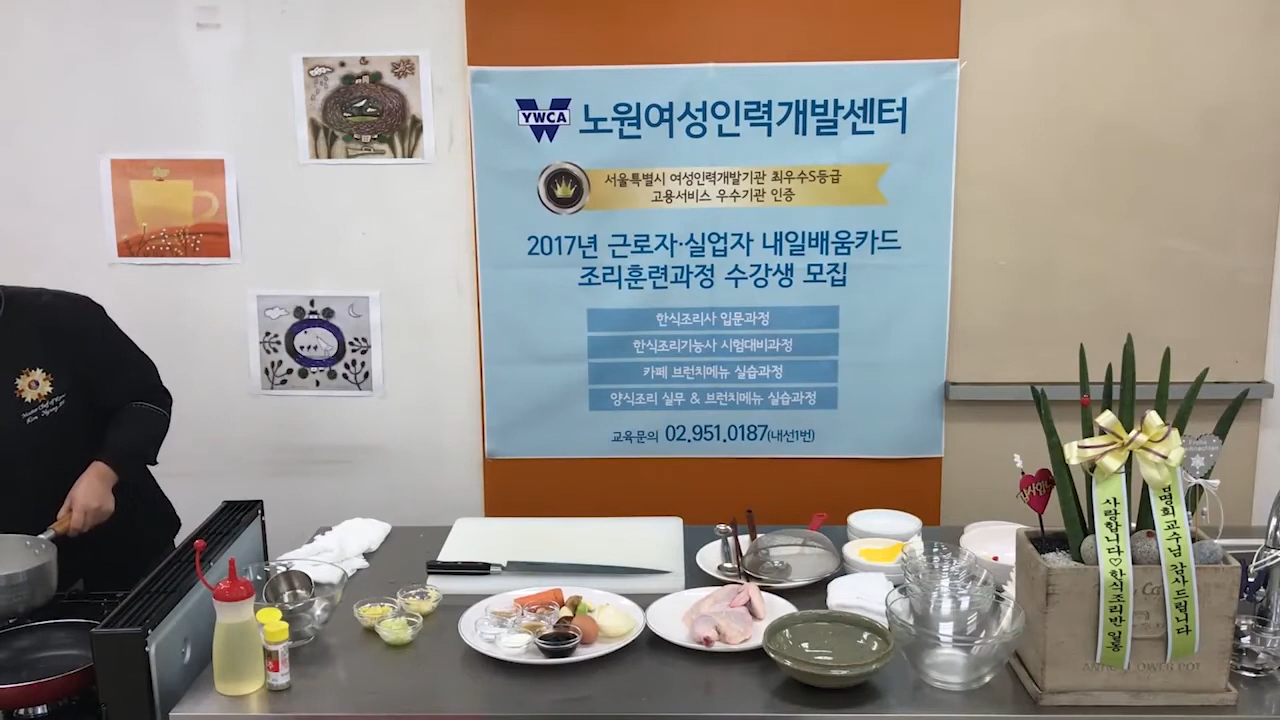 YWCA 노원여성인력개발센터
서울특별시 여성인력개발기관 최우수S등급
고용서비스 우수기관 인증
2017년 근로자·실업자 내일배움카드
조리훈련과정 수강생 모집
한식조리사 입문과정
한식조리기능사 시험대비과정
카페 브런치메뉴 실습과정
양식조리 실무 & 브런치메뉴 실습과정
교육문의 02.951.0187(내선1번)
사랑합니다♡한식조리반 일동
명희교수님 감사드립니다
Master Chef of Korea